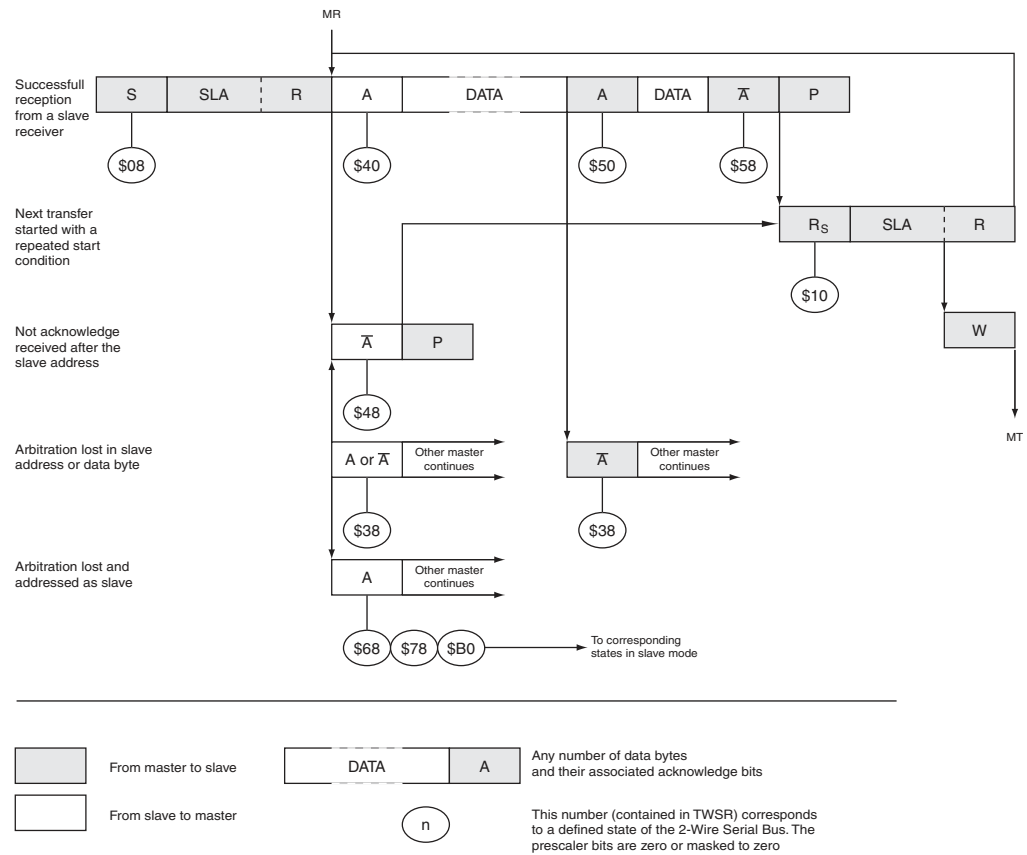 MR
Successfull
reception
from a slave
receiver
S SLA R A DATA A DATA A̅ P
$08 $40 $50 $58
Next transfer
started with a
repeated start
condition
RS SLA R
$10
Not acknowledge
received after the
slave address
A̅ P
W
$48
MT
Arbitration lost in slave
address or data byte
A or A̅
Other master
continues
A̅
Other master
continues
$38 $38
Arbitration lost and
addressed as slave
A
Other master
continues
$68 $78 $B0
To corresponding
states in slave mode
From master to slave
DATA A
Any number of data bytes
and their associated acknowledge bits
From slave to master
n
This number (contained in TWSR) corresponds
to a defined state of the 2-Wire Serial Bus. The
prescaler bits are zero or masked to zero